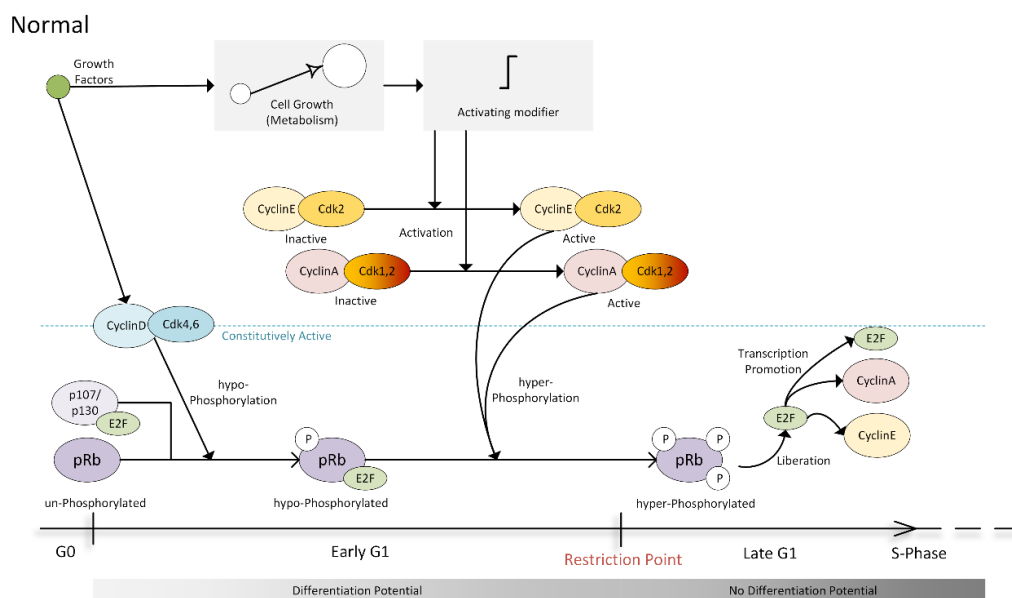 Normal
Growth
Factors
Cell Growth
(Metabolism)
Activating modifier
CyclinE
Cdk2
Inactive
Activation
CyclinE
Cdk2
Active
CyclinA
Cdk1,2
Inactive
CyclinA
Cdk1,2
Active
CyclinD
Cdk4,6
Constitutively Active
hypo-
Phosphorylation
hyper-
Phosphorylation
Transcription
Promotion
E2F
CyclinA
CyclinE
E2F
Liberation
p107/
p130
E2F
pRb
un-Phosphorylated
P
pRb
E2F
hypo-Phosphorylated
P
P
pRb
P
hyper-Phosphorylated
G0
Early G1
Restriction Point
Late G1
S-Phase
Differentiation Potential
No Differentiation Potential